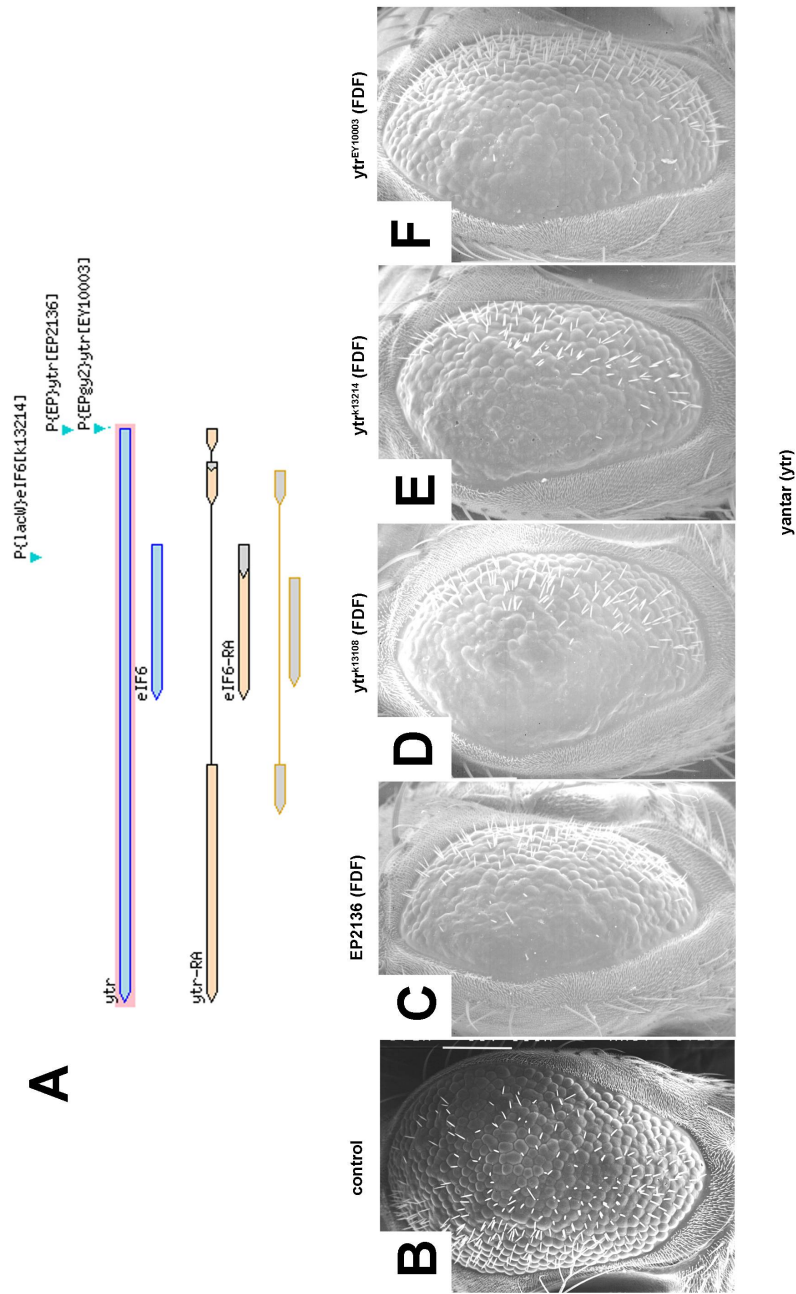 A
P{lacW}eIF6[k13214]
P{EP}ytr[EP2136]
P{EPgy2}ytr[EY10003]
ytr
eIF6
ytr-RA
eIF6-RA
control
EP2136 (FDF)
ytrk13108 (FDF)
ytrk13214 (FDF)
ytrEY10003 (FDF)
B
C
D
E
F
yantar (ytr)